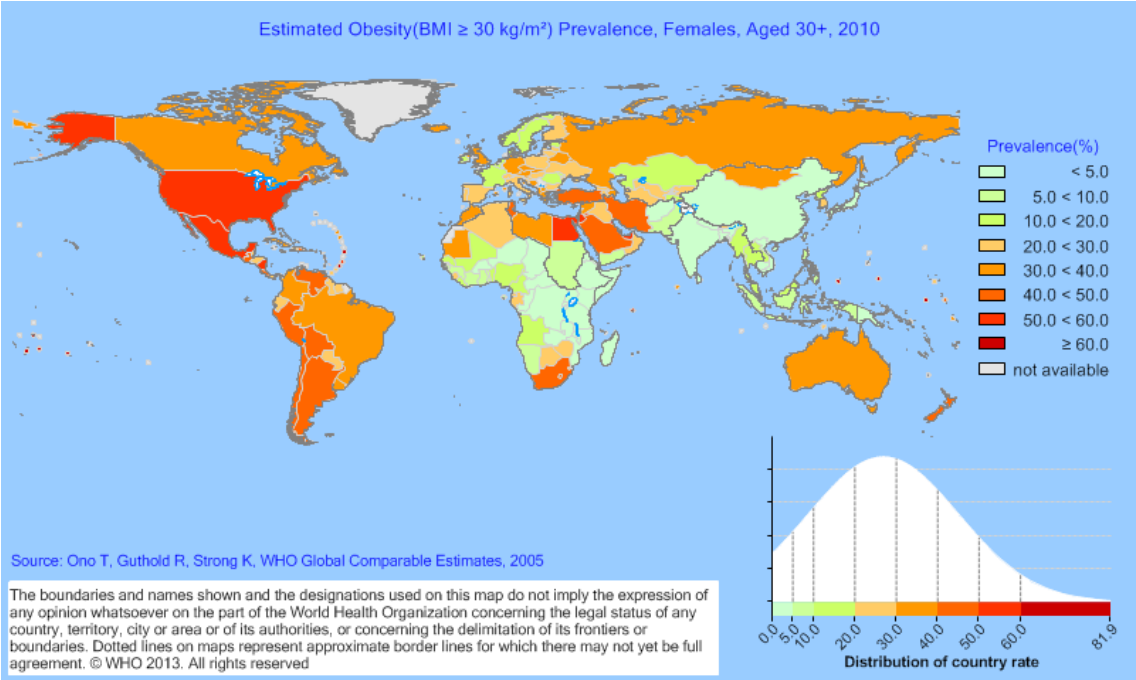 Estimated Obesity(BMI ≥ 30 kg/m²) Prevalence, Females, Aged 30+, 2010
Prevalence(%)
< 5.0
5.0 < 10.0
10.0 < 20.0
20.0 < 30.0
30.0 < 40.0
40.0 < 50.0
50.0 < 60.0
≥ 60.0
not available
Source: Ono T, Guthold R, Strong K, WHO Global Comparable Estimates, 2005
The boundaries and names shown and the designations used on this map do not imply the expression of
any opinion whatsoever on the part of the World Health Organization concerning the legal status of any
country, territory, city or area or of its authorities, or concerning the delimitation of its frontiers or
boundaries. Dotted lines on maps represent approximate border lines for which there may not yet be full
agreement. © WHO 2013. All rights reserved
0.0 5.0 10.0 20.0 30.0 40.0 50.0 60.0 81.9
Distribution of country rate